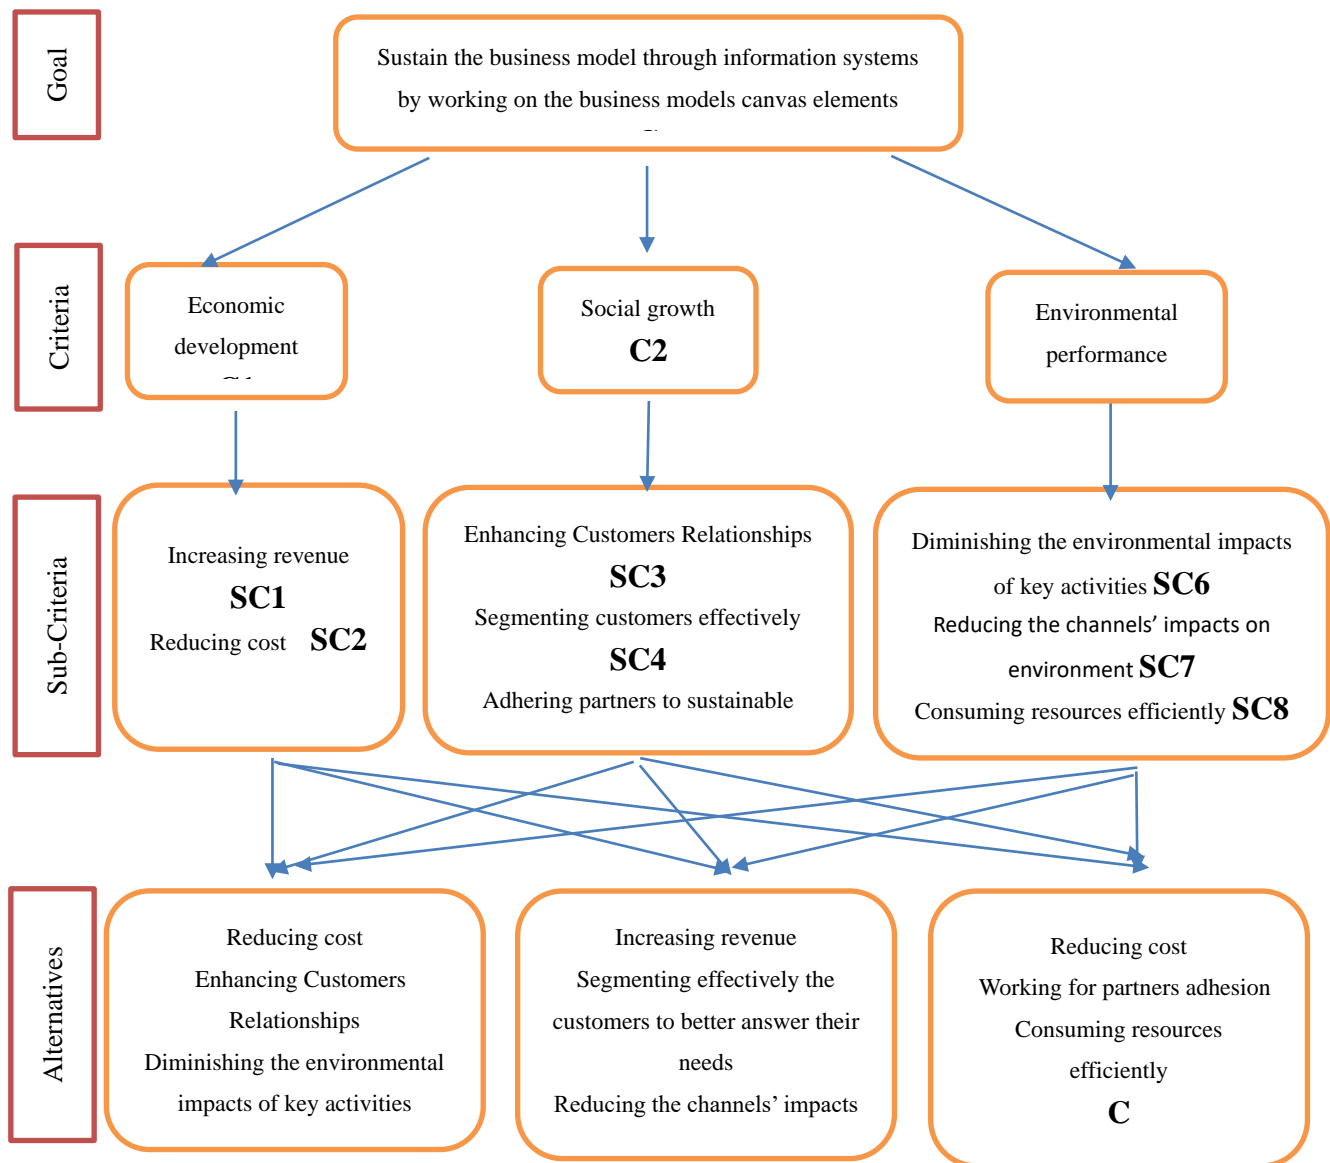 Goal
Sustain the business model through information systems
by working on the business models canvas elements
Criteria
Economic
development
Social growth
C2
Environmental
performance
Sub-Criteria
Increasing revenue
SC1
Reducing cost SC2
Enhancing Customers Relationships
SC3
Segmenting customers effectively
SC4
Adhering partners to sustainable
Diminishing the environmental impacts
of key activities SC6
Reducing the channels’ impacts on
environment SC7
Consuming resources efficiently SC8
Alternatives
Reducing cost
Enhancing Customers
Relationships
Diminishing the environmental
impacts of key activities
Increasing revenue
Segmenting effectively the
customers to better answer their
needs
Reducing the channels’ impacts
Reducing cost
Working for partners adhesion
Consuming resources
efficiently
C